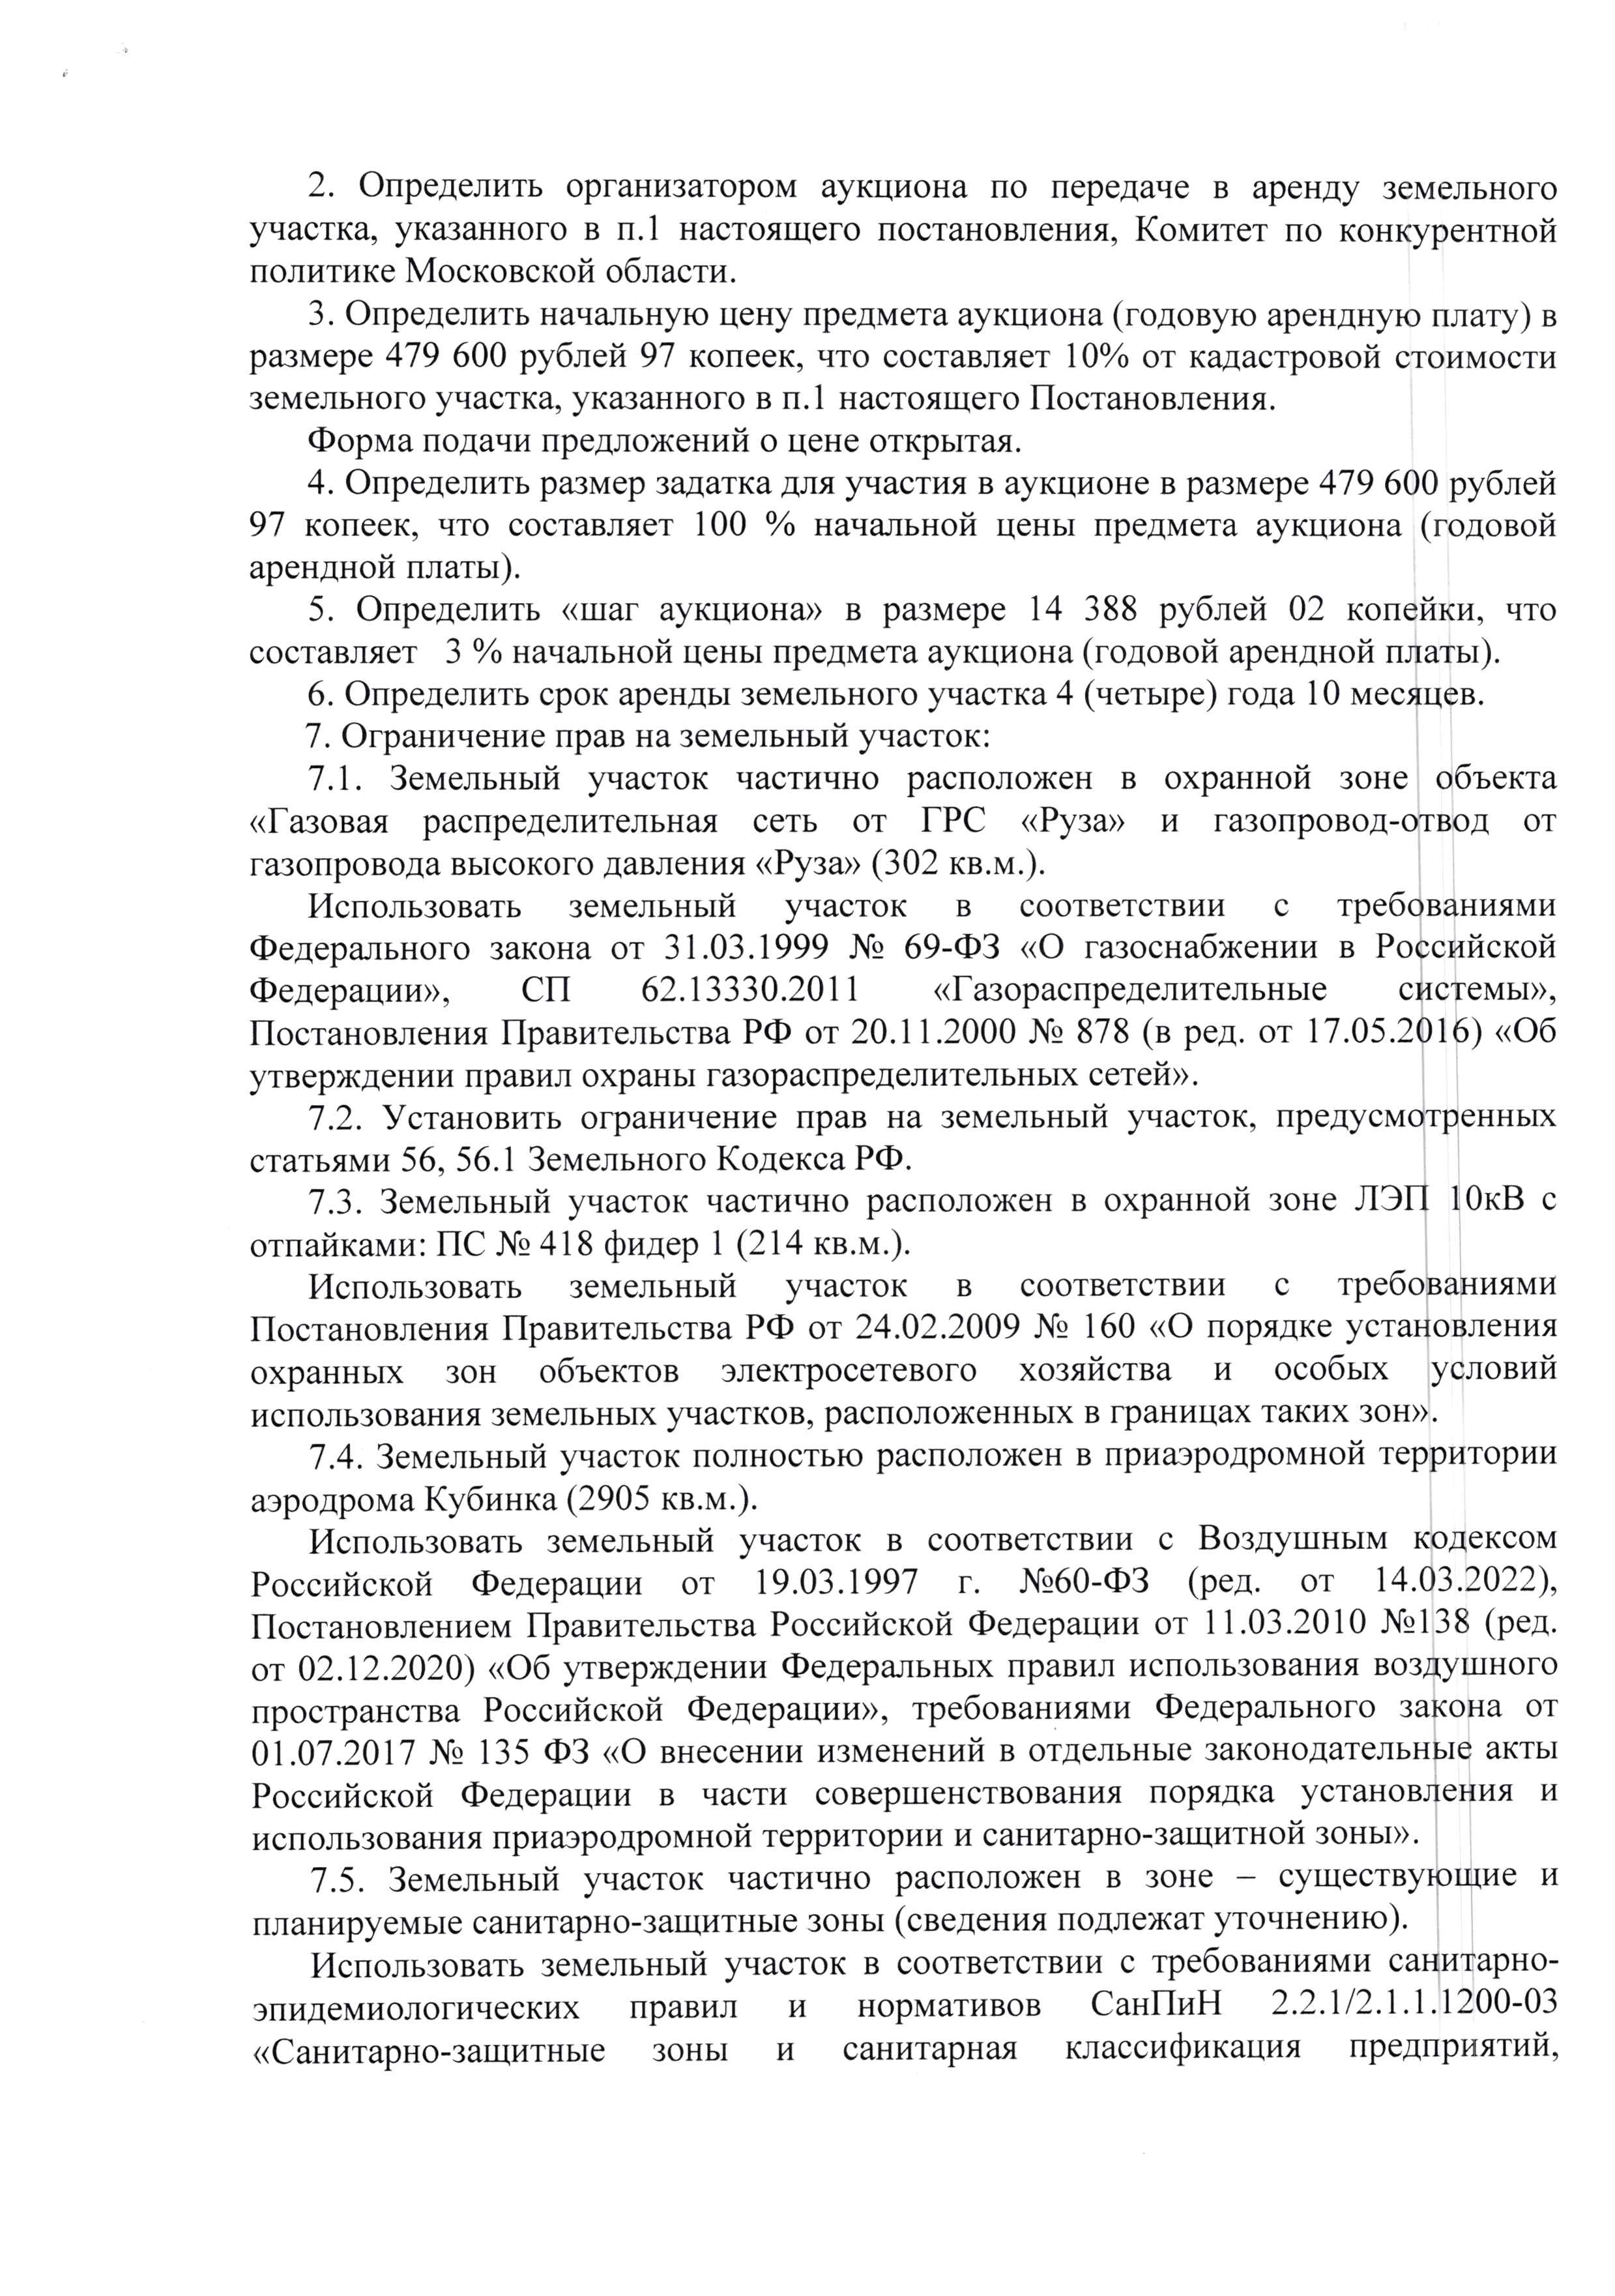 2. Определить организатором аукциона по передаче в аренду земельного
участка, указанного в п.1 настоящего постановления, Комитет по конкурентной
политике Московской области.
3. Определить начальную цену предмета аукциона (годовую арендную плату) в
размере 479 600 рублей 97 копеек, что составляет 10% от кадастровой стоимости
земельного участка, указанного в п.1 настоящего Постановления.
Форма подачи предложений о цене открытая.
4. Определить размер задатка для участия в аукционе в размере 479 600 рублей
97 копеек, что составляет 100 % начальной цены предмета аукциона (годовой
арендной платы).
5. Определить «шаг аукциона» в размере 14 388 рублей 02 копейки, что
составляет 3 % начальной цены предмета аукциона (годовой арендной платы).
6. Определить срок аренды земельного участка 4 (четыре) года 10 месяцев.
7. Ограничение прав на земельный участок:
7.1. Земельный участок частично расположен в охранной зоне объекта
«Газовая распределительная сеть от ГРС «Руза» и газопровод-отвод от
газопровода высокого давления «Руза» (302 кв.м.).
Использовать земельный участок в соответствии с требованиями
Федерального закона от 31.03.1999 № 69-ФЗ «О газоснабжении в Российской
Федерации», СП 62.13330.2011 «Газораспределительные системы»,
Постановления Правительства РФ от 20.11.2000 № 878 (в ред. от 17.05.2016) «Об
утверждении правил охраны газораспределительных сетей».
7.2. Установить ограничение прав на земельный участок, предусмотренных
статьями 56, 56.1 Земельного Кодекса РФ.
7.3. Земельный участок частично расположен в охранной зоне ЛЭП 10кВ с
отпайками: ПС № 418 фидер 1 (214 кв.м.).
Использовать земельный участок в соответствии с требованиями
Постановления Правительства РФ от 24.02.2009 № 160 «О порядке установления
охранных зон объектов электросетевого хозяйства и особых условий
использования земельных участков, расположенных в границах таких зон».
7.4. Земельный участок полностью расположен в приаэродромной территории
аэродрома Кубинка (2905 кв.м.).
Использовать земельный участок в соответствии с Воздушным кодексом
Российской Федерации от 19.03.1997 г. №60-ФЗ (ред. от 14.03.2022),
Постановлением Правительства Российской Федерации от 11.03.2010 №138 (ред.
от 02.12.2020) «Об утверждении Федеральных правил использования воздушного
пространства Российской Федерации», требованиями Федерального закона от
01.07.2017 № 135 ФЗ «О внесении изменений в отдельные законодательные акты
Российской Федерации в части совершенствования порядка установления и
использования приаэродромной территории и санитарно-защитной зоны».
7.5. Земельный участок частично расположен в зоне – существующие и
планируемые санитарно-защитные зоны (сведения подлежат уточнению).
Использовать земельный участок в соответствии с требованиями санитарно-
эпидемиологических правил и нормативов СанПиН 2.2.1/2.1.1.1200-03
«Санитарно-защитные зоны и санитарная классификация предприятий,